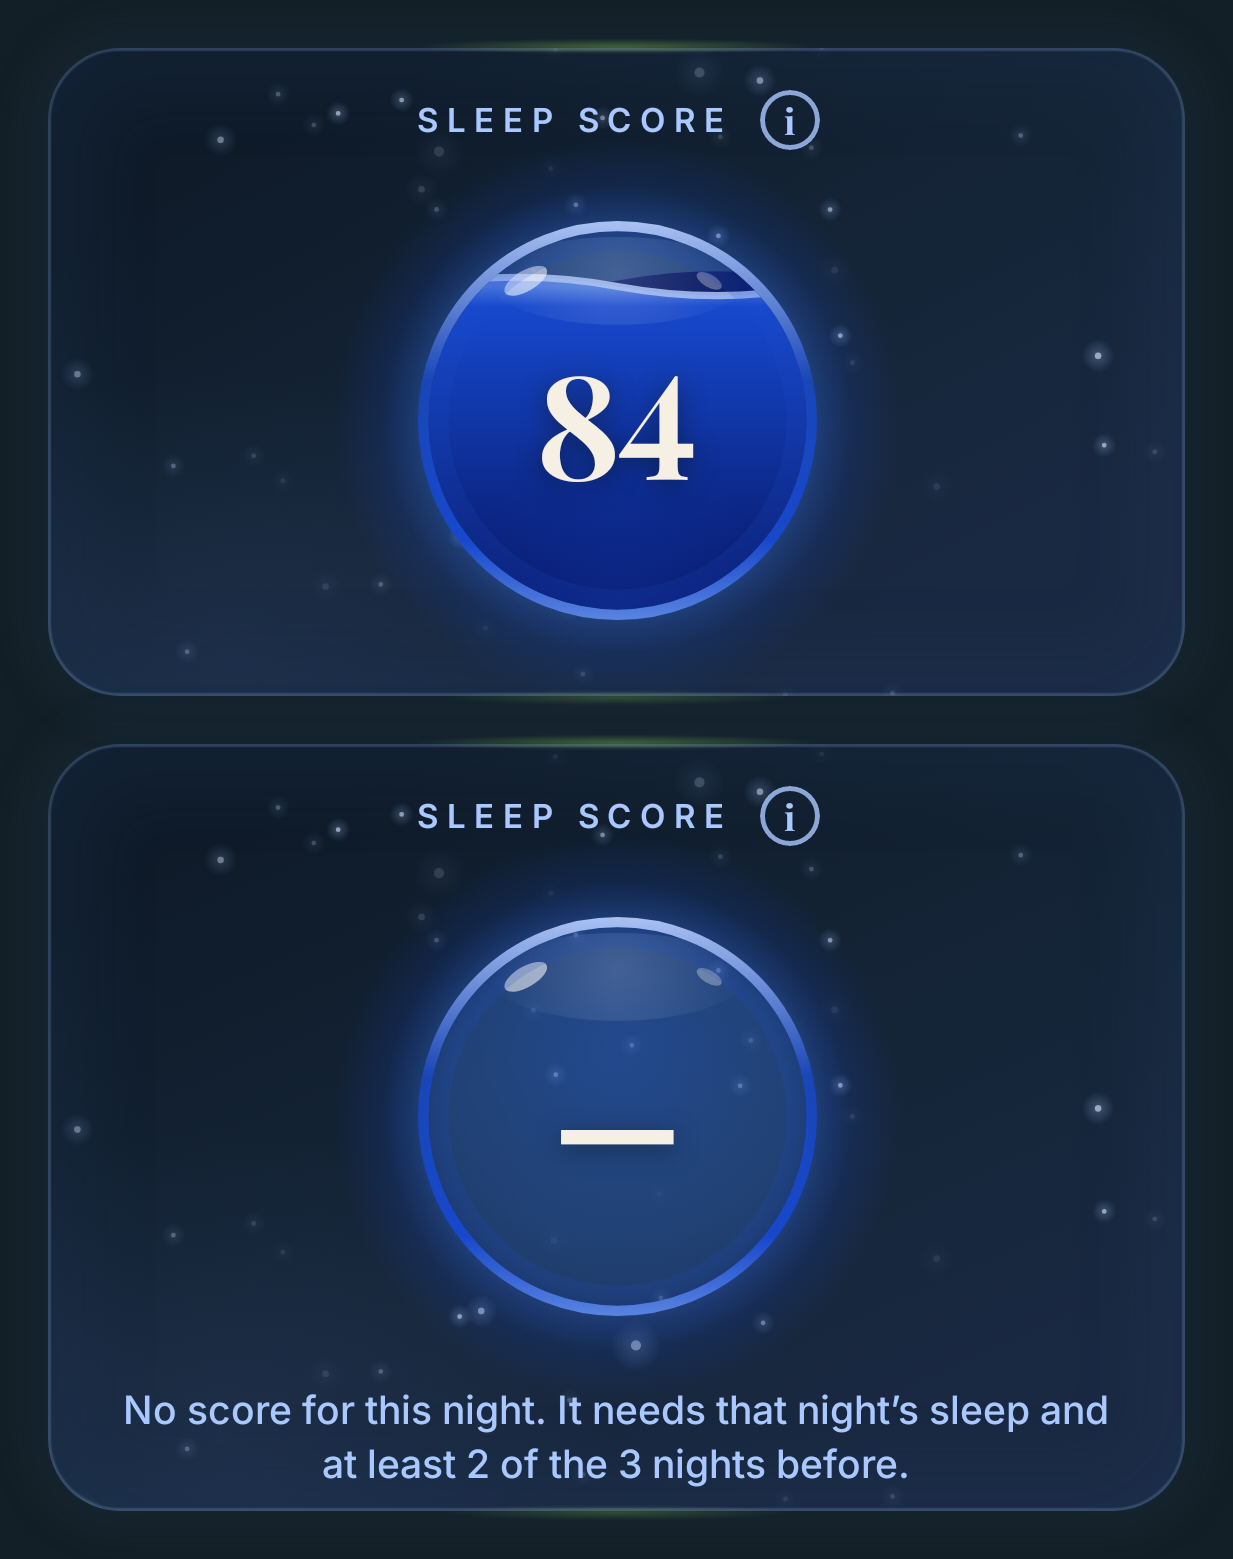 SLEEP SCORE i
84
SLEEP SCORE i
—
No score for this night. It needs that night’s sleep and
at least 2 of the 3 nights before.